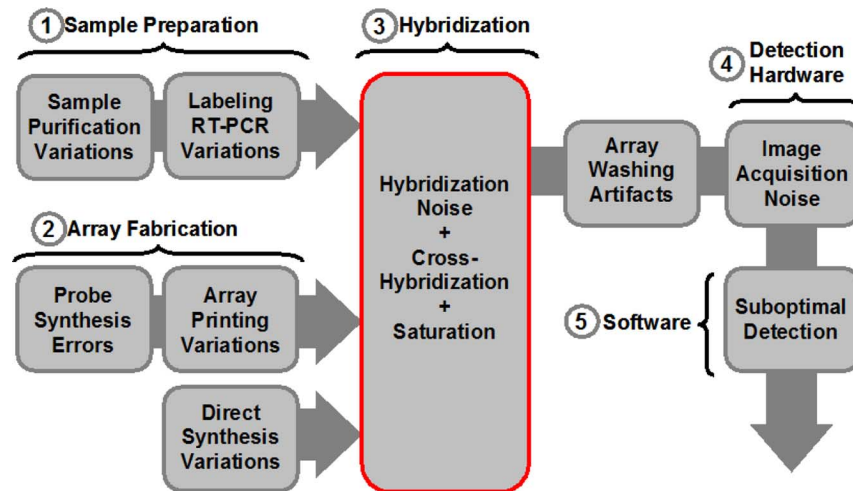 1 Sample Preparation
Sample
Purification
Variations
Labeling
RT-PCR
Variations
2 Array Fabrication
Probe
Synthesis
Errors
Array
Printing
Variations
Direct
Synthesis
Variations
3 Hybridization
Hybridization
Noise
+
Cross-
Hybridization
+
Saturation
Array
Washing
Artifacts
4 Detection
Hardware
Image
Acquisition
Noise
5 Software
Suboptimal
Detection